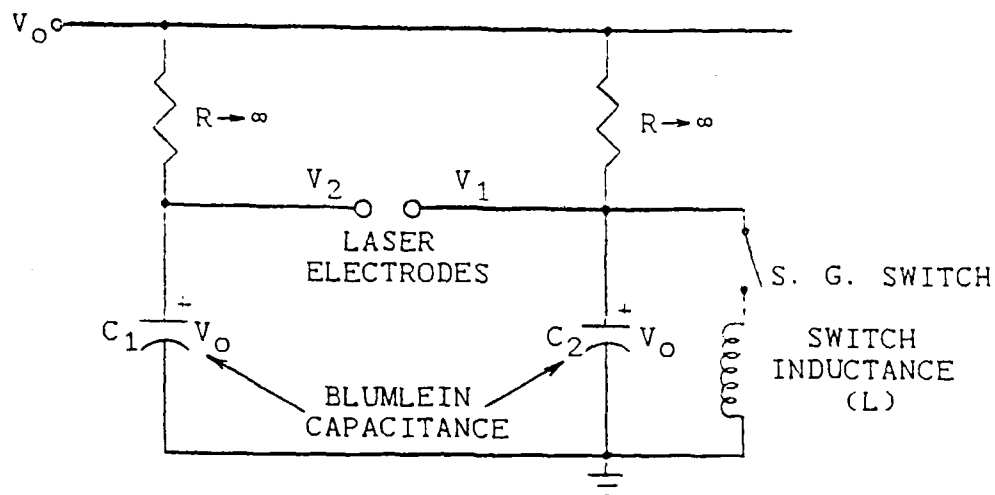 V₀
R→∞
R→∞
V₂
V₁
LASER
ELECTRODES
S. G. SWITCH
+
C₁
V₀
+
C₂
V₀
SWITCH
INDUCTANCE
(L)
BLUMLEIN
CAPACITANCE